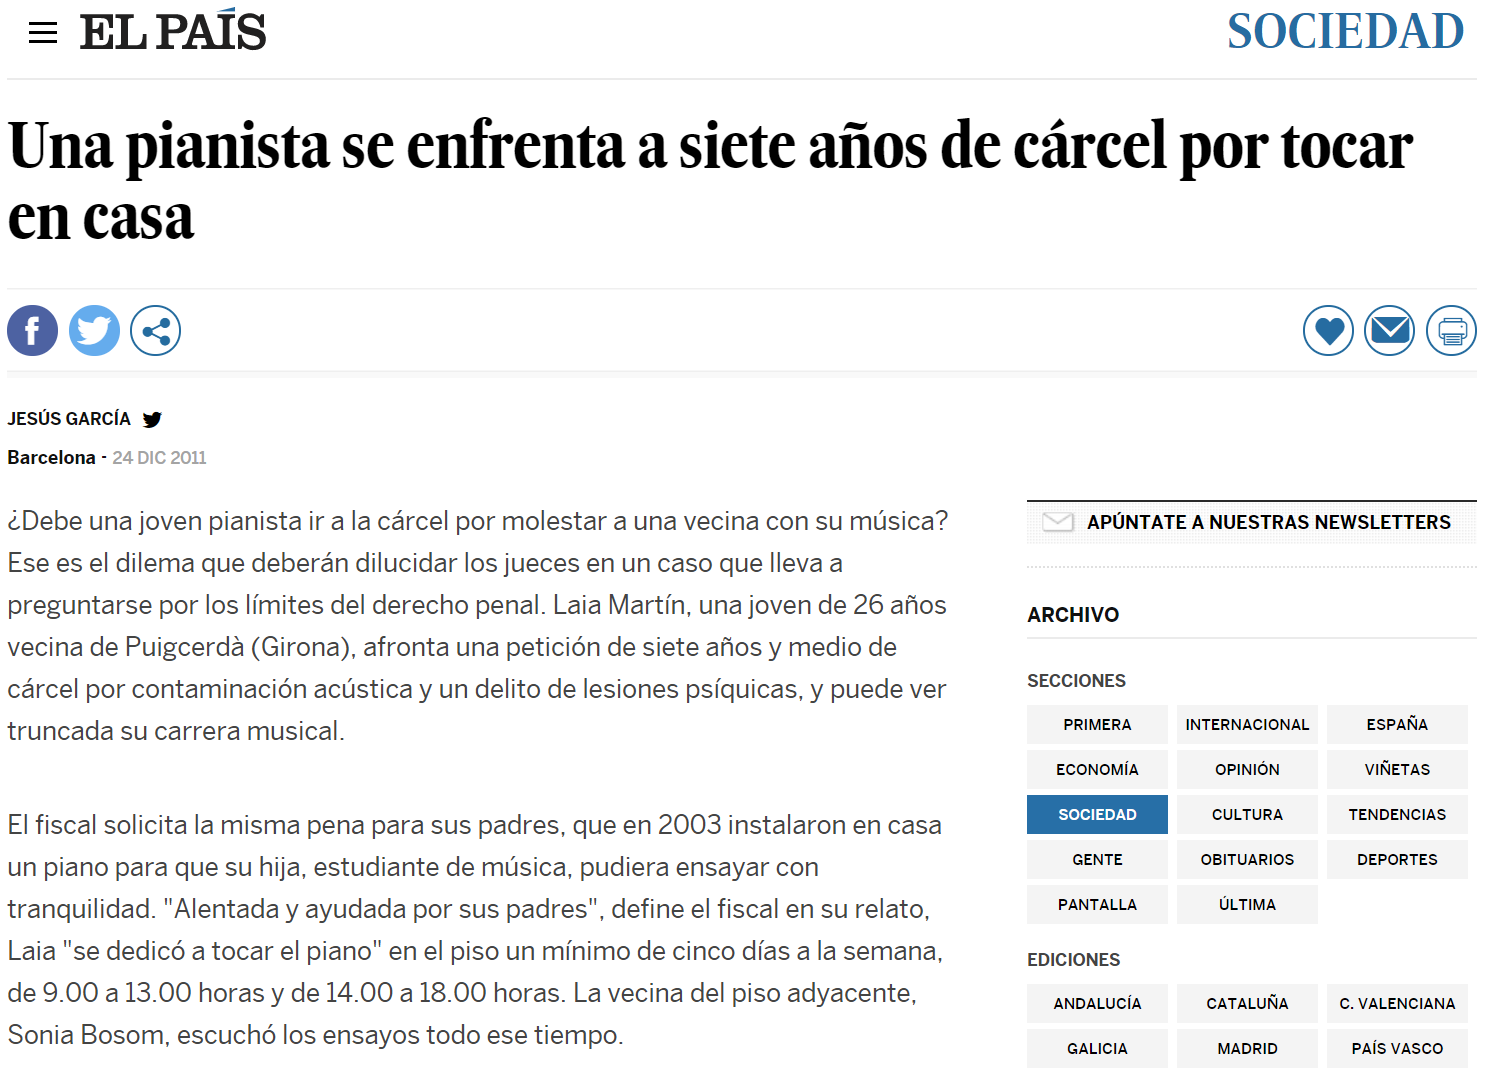 EL PAÍS
SOCIEDAD
Una pianista se enfrenta a siete años de cárcel por tocar
en casa
JESÚS GARCÍA
Barcelona - 24 DIC 2011
¿Debe una joven pianista ir a la cárcel por molestar a una vecina con su música?
Ese es el dilema que deberán dilucidar los jueces en un caso que lleva a
preguntarse por los límites del derecho penal. Laia Martín, una joven de 26 años
vecina de Puigcerdà (Girona), afronta una petición de siete años y medio de
cárcel por contaminación acústica y un delito de lesiones psíquicas, y puede ver
truncada su carrera musical.
El fiscal solicita la misma pena para sus padres, que en 2003 instalaron en casa
un piano para que su hija, estudiante de música, pudiera ensayar con
tranquilidad. "Alentada y ayudada por sus padres", define el fiscal en su relato,
Laia "se dedicó a tocar el piano" en el piso un mínimo de cinco días a la semana,
de 9.00 a 13.00 horas y de 14.00 a 18.00 horas. La vecina del piso adyacente,
Sonia Bosom, escuchó los ensayos todo ese tiempo.
APÚNTATE A NUESTRAS NEWSLETTERS
ARCHIVO
SECCIONES
PRIMERA INTERNACIONAL ESPAÑA
ECONOMÍA OPINIÓN VIÑETAS
SOCIEDAD CULTURA TENDENCIAS
GENTE OBITUARIOS DEPORTES
PANTALLA ÚLTIMA
EDICIONES
ANDALUCÍA CATALUÑA C. VALENCIANA
GALICIA MADRID PAÍS VASCO